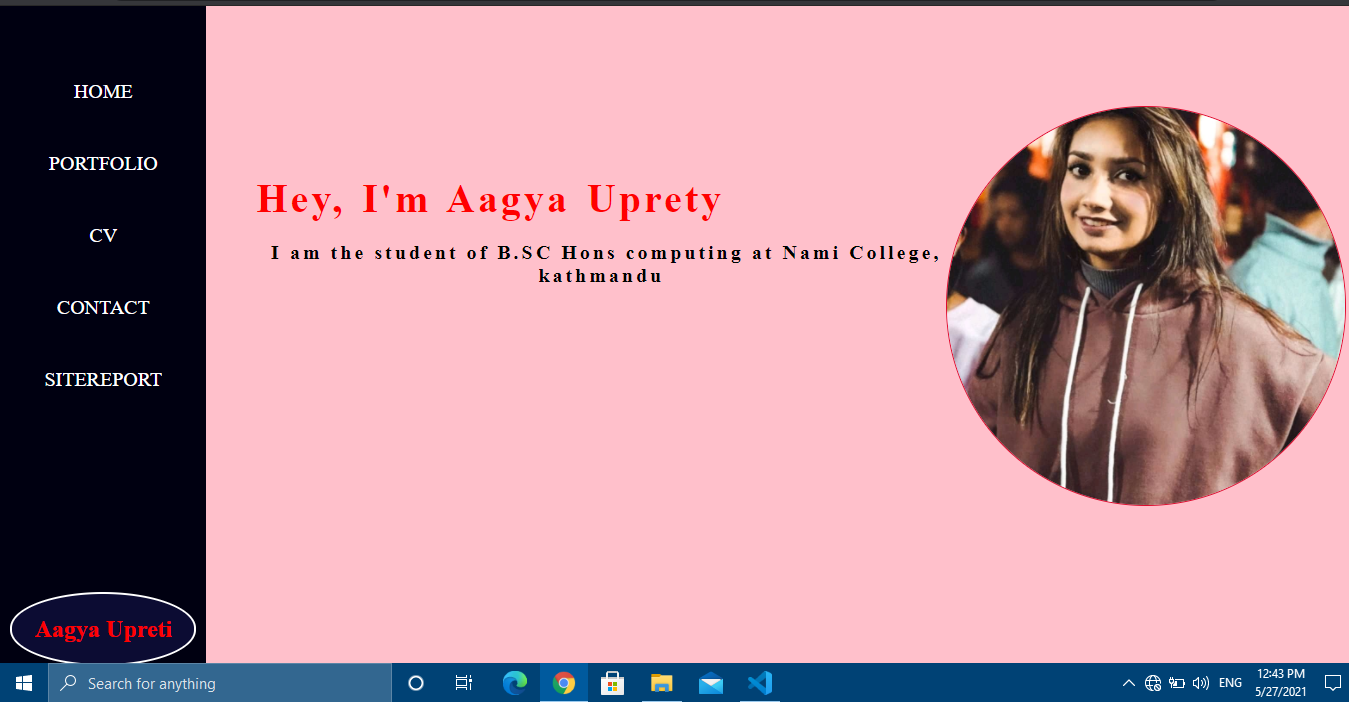 HOME
PORTFOLIO
CV
CONTACT
SITEREPORT
Hey, I'm Aagya Uprety
I am the student of B.SC Hons computing at Nami College,
kathmandu
Aagya Upreti
Search for anything
ENG
12:43 PM
5/27/2021